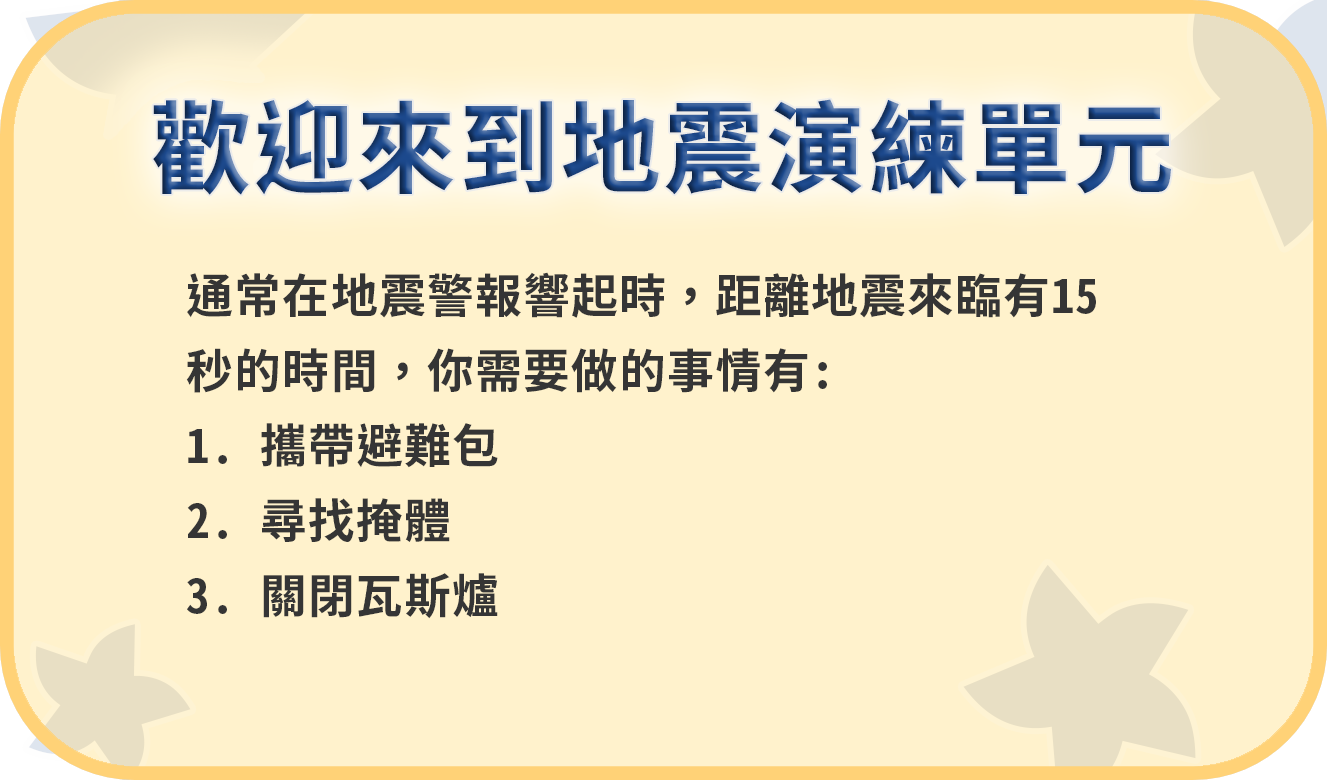 歡迎來到地震演練單元
通常在地震警報響起時，距離地震來臨有15
秒的時間，你需要做的事情有:
1. 攜帶避難包
2. 尋找掩體
3. 關閉瓦斯爐